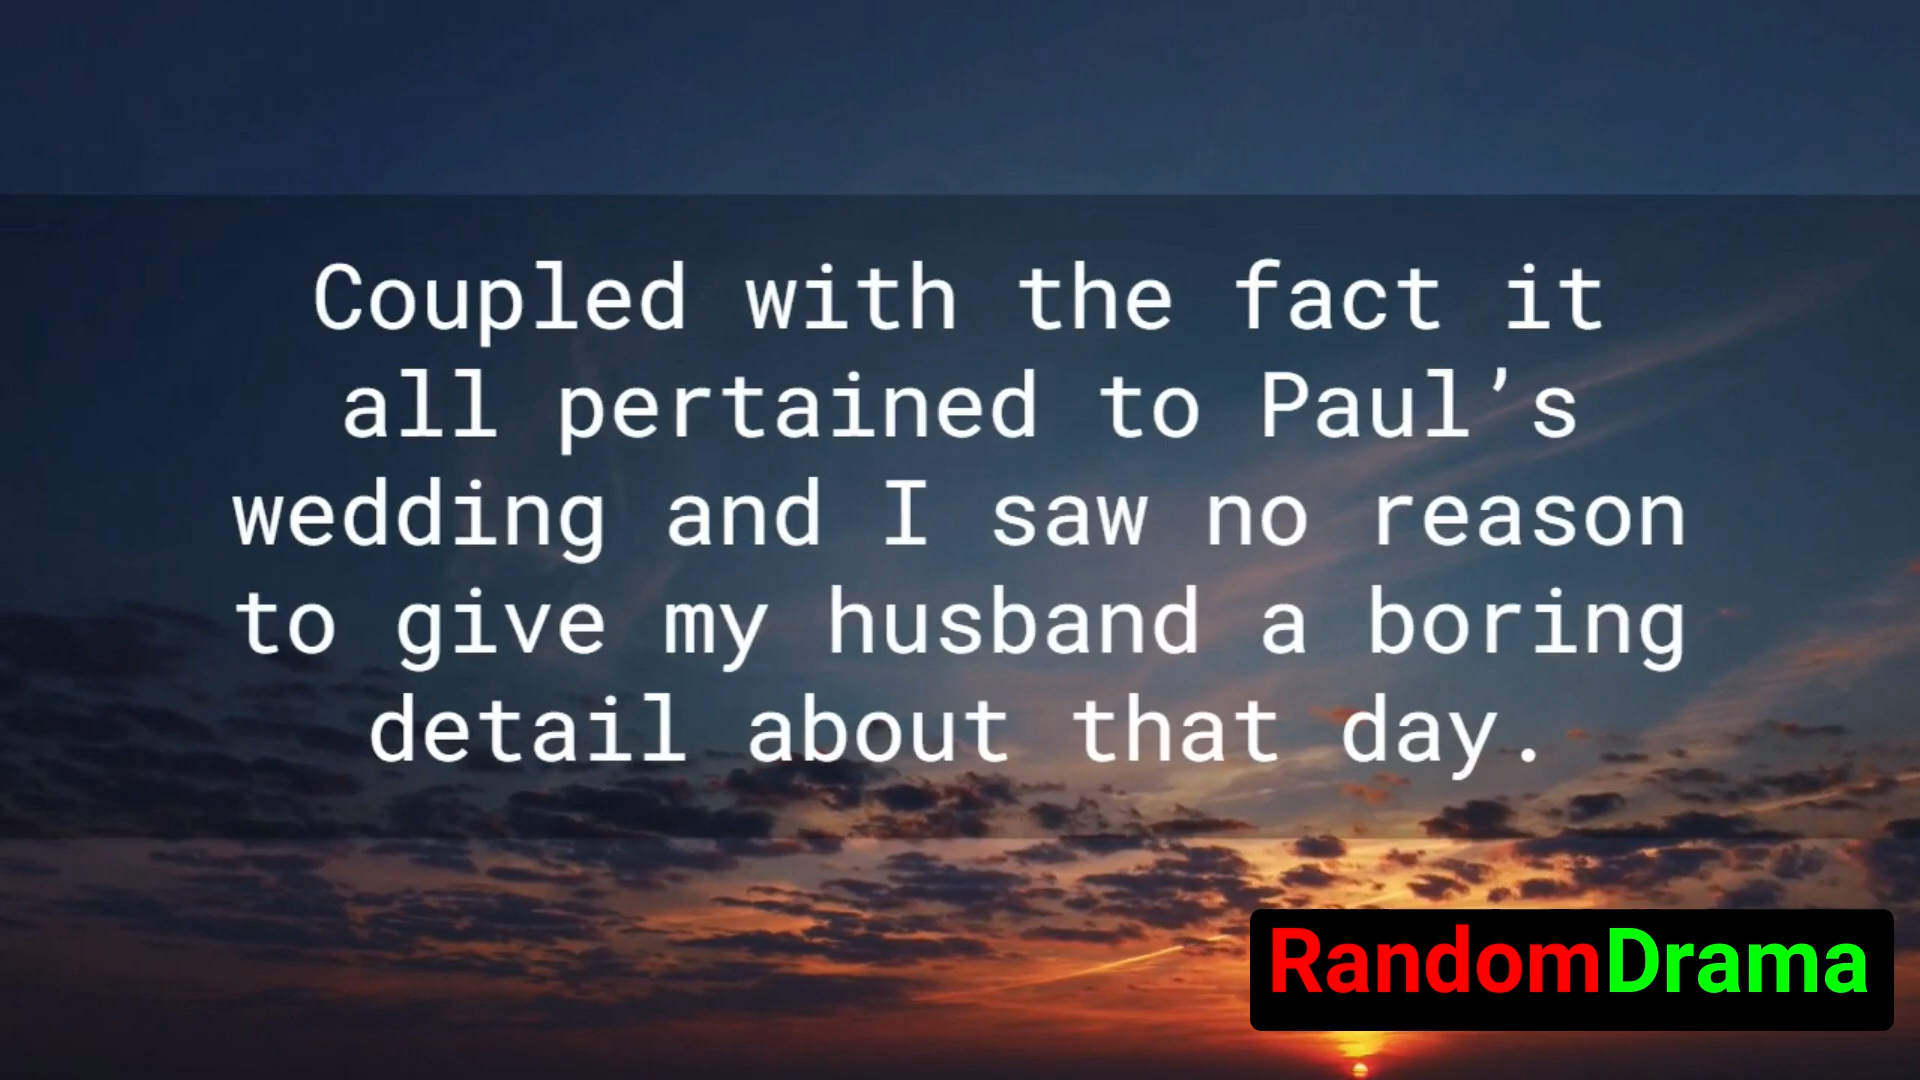 Coupled with the fact it
all pertained to Paul’s
wedding and I saw no reason
to give my husband a boring
detail about that day.
RandomDrama